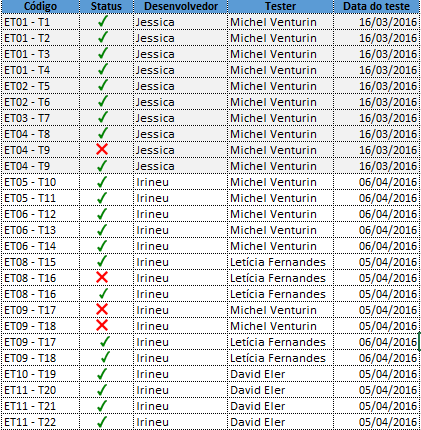 Código Status Desenvolvedor Tester Data do teste
ET01 - T1 ✓ Jessica Michel Venturin 16/03/2016
ET01 - T2 ✓ Jessica Michel Venturin 16/03/2016
ET01 - T3 ✓ Jessica Michel Venturin 16/03/2016
ET01 - T4 ✓ Jessica Michel Venturin 16/03/2016
ET02 - T5 ✓ Jessica Michel Venturin 16/03/2016
ET02 - T6 ✓ Jessica Michel Venturin 16/03/2016
ET03 - T7 ✓ Jessica Michel Venturin 16/03/2016
ET04 - T8 ✓ Jessica Michel Venturin 16/03/2016
ET04 - T9 ✗ Jessica Michel Venturin 16/03/2016
ET04 - T9 ✓ Jessica Michel Venturin 16/03/2016
ET05 - T10 ✓ Irineu Michel Venturin 06/04/2016
ET05 - T11 ✓ Irineu Michel Venturin 06/04/2016
ET06 - T12 ✓ Irineu Michel Venturin 06/04/2016
ET06 - T13 ✓ Irineu Michel Venturin 06/04/2016
ET06 - T14 ✓ Irineu Michel Venturin 06/04/2016
ET08 - T15 ✓ Irineu Letícia Fernandes 06/04/2016
ET08 - T16 ✗ Irineu Letícia Fernandes 05/04/2016
ET08 - T16 ✓ Irineu Letícia Fernandes 06/04/2016
ET09 - T17 ✗ Irineu Michel Venturin 05/04/2016
ET09 - T18 ✗ Irineu Michel Venturin 05/04/2016
ET09 - T17 ✓ Irineu Letícia Fernandes 06/04/2016
ET09 - T18 ✓ Irineu Letícia Fernandes 06/04/2016
ET10 - T19 ✓ Irineu David Eler 05/04/2016
ET11 - T20 ✓ Irineu David Eler 05/04/2016
ET11 - T21 ✓ Irineu David Eler 05/04/2016
ET11 - T22 ✓ Irineu David Eler 05/04/2016